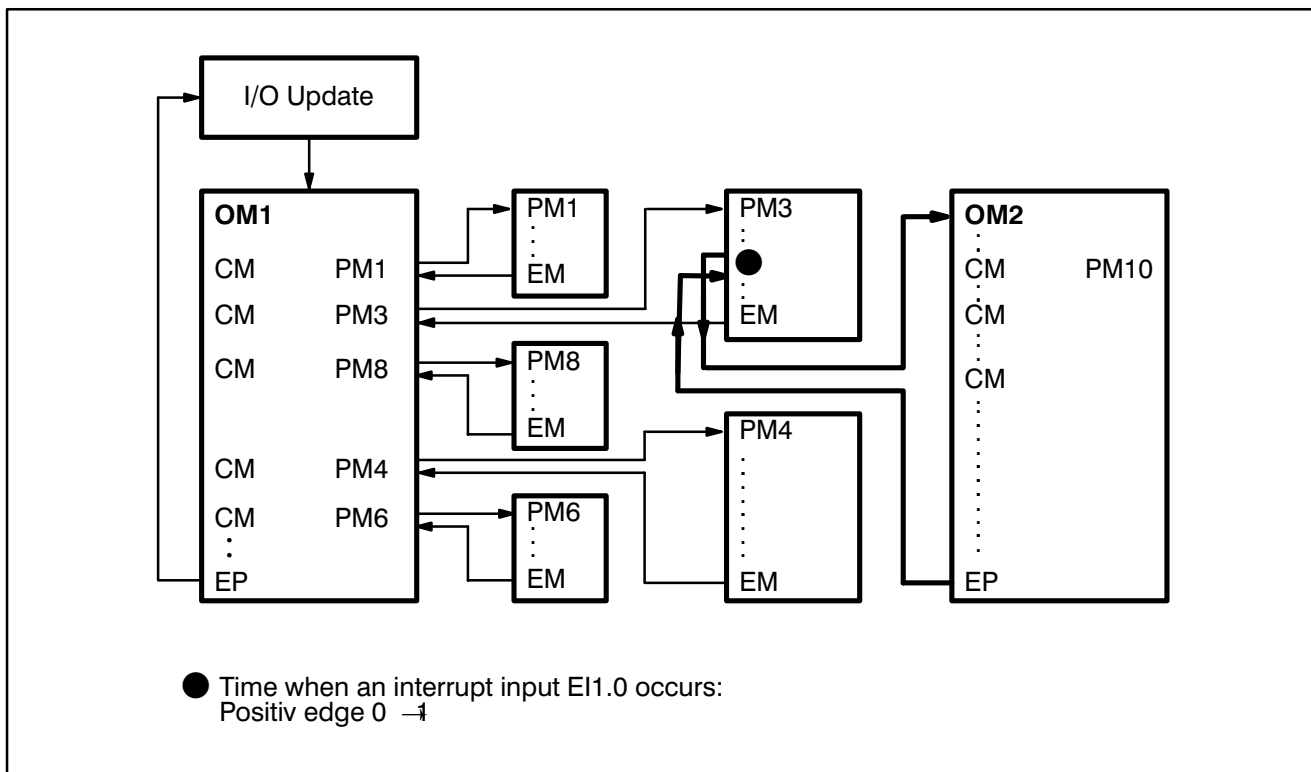 I/O Update
OM1
CM PM1
CM PM3
CM PM8
CM PM4
CM PM6
EP
PM1
EM
PM8
EM
PM6
EM
PM3
EM
PM4
EM
OM2
CM PM10
CM
CM
EP
Time when an interrupt input EI1.0 occurs:
Positiv edge 0 → 1